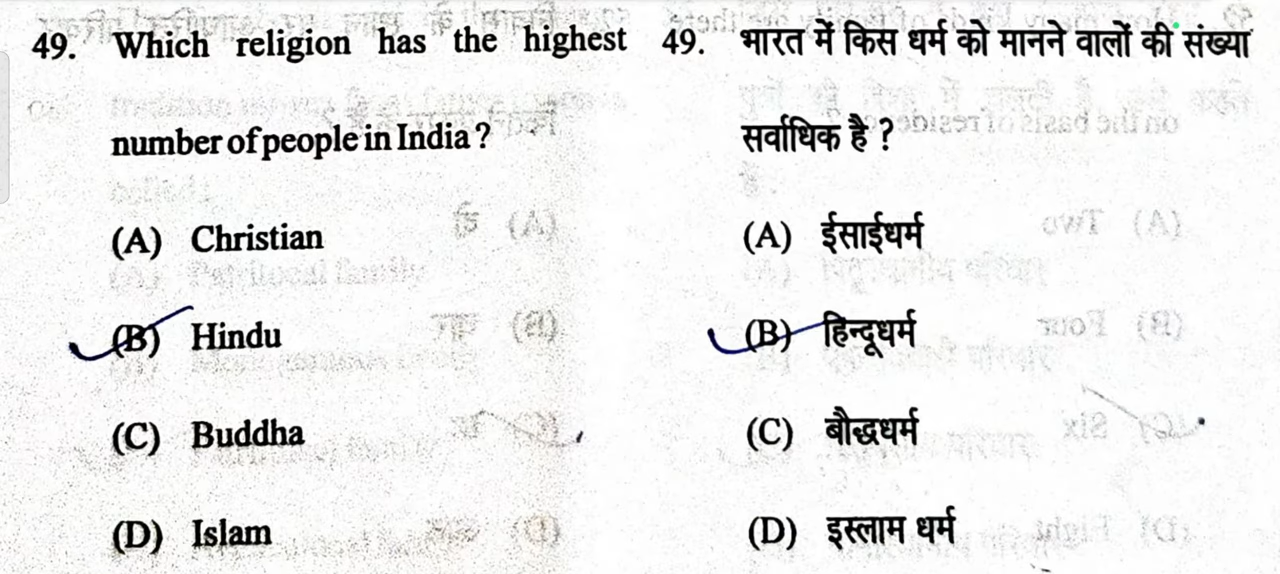 49. Which religion has the highest
number of people in India ?
(A) Christian
(B) Hindu
(C) Buddha
(D) Islam
49. भारत में किस धर्म को मानने वालों की संख्या
सर्वाधिक है ?
(A) ईसाईधर्म
(B) हिन्दूधर्म
(C) बौद्धधर्म
(D) इस्लाम धर्म